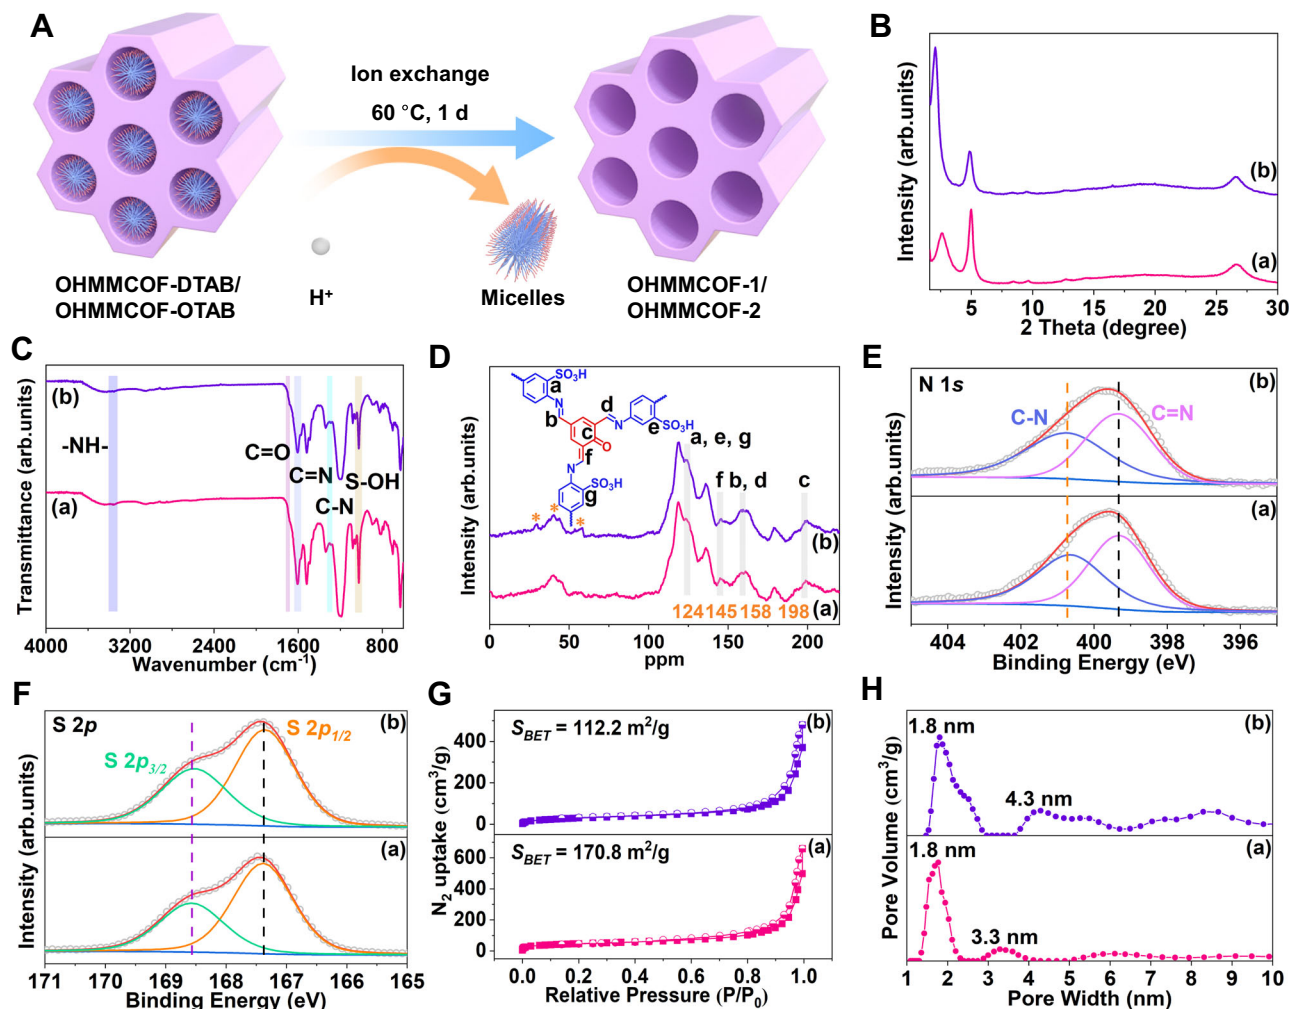 A
Ion exchange
60 °C, 1 d
OHMMCOF-DTAB/
OHMMCOF-OTAB
H⁺
Micelles
OHMMCOF-1/
OHMMCOF-2
B
Intensity (arb.units)
(b)
(a)
5 10 15 20 25 30
2 Theta (degree)
C
Transmittance (arb.units)
(b)
-NH-
C=O
C=N
S-OH
C-N
(a)
4000 3200 2400 1600 800
Wavenumber (cm⁻¹)
D
Intensity (arb.units)
SO₃H
a
N
b
d
N
c
O
SO₃H
e
f
N
SO₃H
g
* * *
a, e, g
f b, d c
(b)
124 145 158 198 (a)
0 50 100 150 200
ppm
E
N 1s (b)
C-N C=N
(a)
Intensity (arb.units)
404 402 400 398 396
Binding Energy (eV)
F
S 2p (b)
S 2p1/2
S 2p3/2
(a)
Intensity (arb.units)
171 170 169 168 167 166 165
Binding Energy (eV)
G
S_BET = 112.2 m²/g (b)
400
200
0
S_BET = 170.8 m²/g (a)
600
400
200
0
N₂ uptake (cm³/g)
0.0 0.2 0.4 0.6 0.8 1.0
Relative Pressure (P/P₀)
H
1.8 nm (b)
4.3 nm
1.8 nm (a)
3.3 nm
Pore Volume (cm³/g)
1 2 3 4 5 6 7 8 9 10
Pore Width (nm)